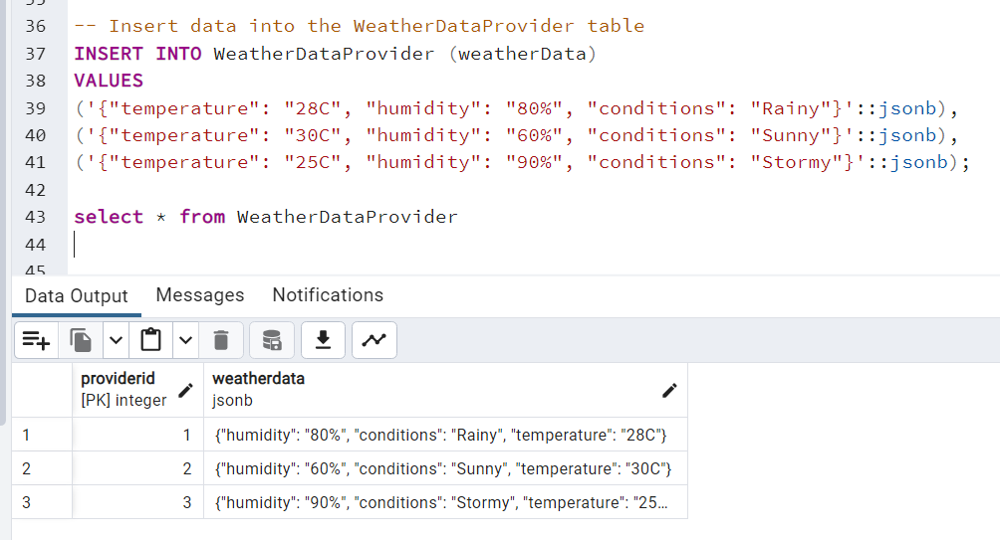 35
36 -- Insert data into the WeatherDataProvider table
37 INSERT INTO WeatherDataProvider (weatherData)
38 VALUES
39 ('{"temperature": "28C", "humidity": "80%", "conditions": "Rainy"}'::jsonb),
40 ('{"temperature": "30C", "humidity": "60%", "conditions": "Sunny"}'::jsonb),
41 ('{"temperature": "25C", "humidity": "90%", "conditions": "Stormy"}'::jsonb);
42
43 select * from WeatherDataProvider
44
45
Data Output Messages Notifications
providerid weatherdata
[PK] integer jsonb
1 1 {"humidity": "80%", "conditions": "Rainy", "temperature": "28C"}
2 2 {"humidity": "60%", "conditions": "Sunny", "temperature": "30C"}
3 3 {"humidity": "90%", "conditions": "Stormy", "temperature": "25...